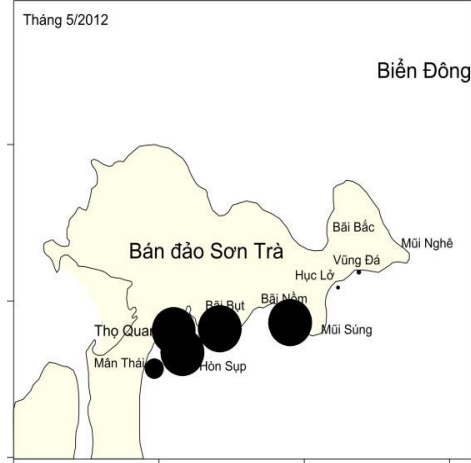 Tháng 5/2012
Biển Đông
Bãi Bắc
Mũi Nghê
Bán đảo Sơn Trà
Vũng Đá
Hục Lở
Bãi Bụt
Bãi Nồm
Thọ Quan
Mũi Súng
Mân Thái
Hòn Sụp